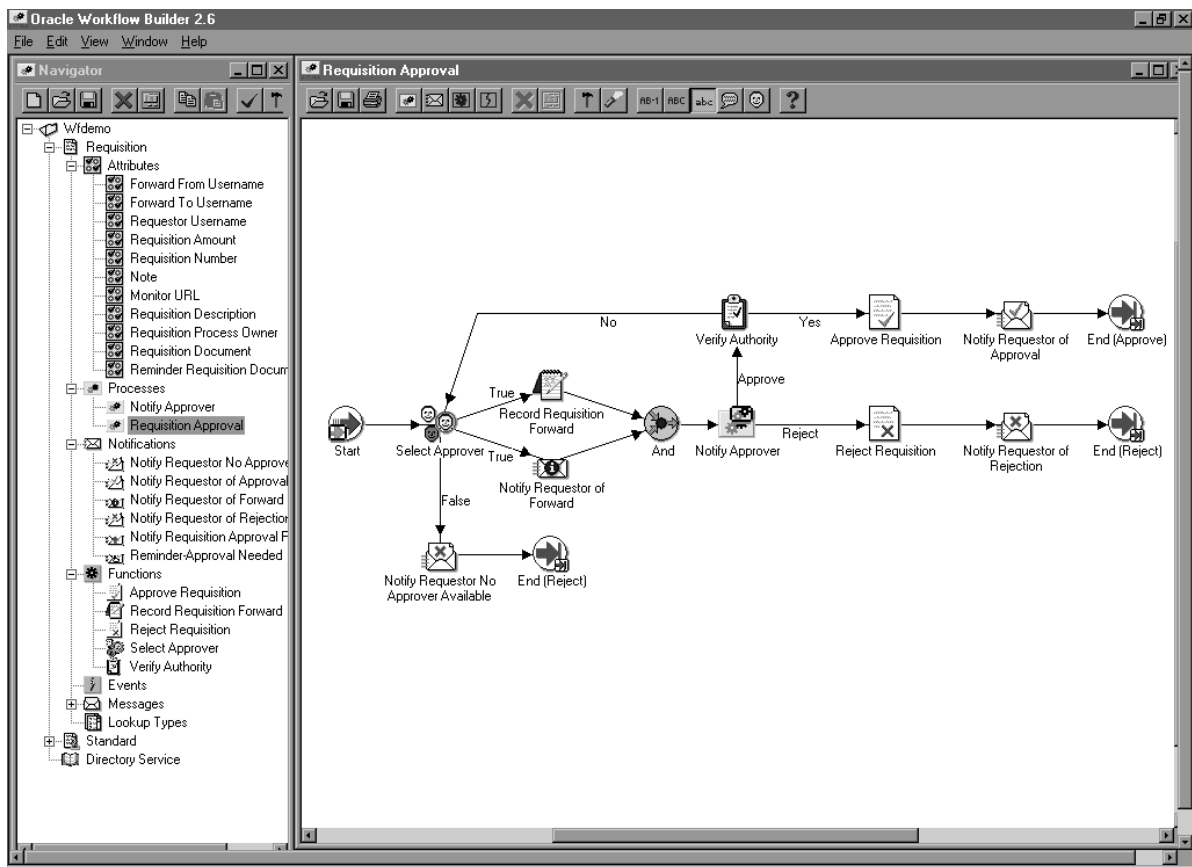 Oracle Workflow Builder 2.6
File Edit View Window Help
Navigator
Wfdemo
Requisition
Attributes
Forward From Username
Forward To Username
Requestor Username
Requisition Amount
Requisition Number
Note
Monitor URL
Requisition Description
Requisition Process Owner
Requisition Document
Reminder Requisition Docum
Processes
Notify Approver
Requisition Approval
Notifications
Notify Requestor No Approve
Notify Requestor of Approval
Notify Requestor of Forward
Notify Requestor of Rejection
Notify Requisition Approval F
Reminder-Approval Needed
Functions
Approve Requisition
Record Requisition Forward
Reject Requisition
Select Approver
Verify Authority
Events
Messages
Lookup Types
Standard
Directory Service
Requisition Approval
AB-1 ABC abc ?
No
Verify Authority
Yes
Approve Requisition
Notify Requestor of
Approval
End (Approve)
Approve
Start
Select Approver
True
Record Requisition
Forward
True
Notify Requestor of
Forward
And
Notify Approver
Reject
Reject Requisition
Notify Requestor of
Rejection
End (Reject)
False
Notify Requestor No
Approver Available
End (Reject)